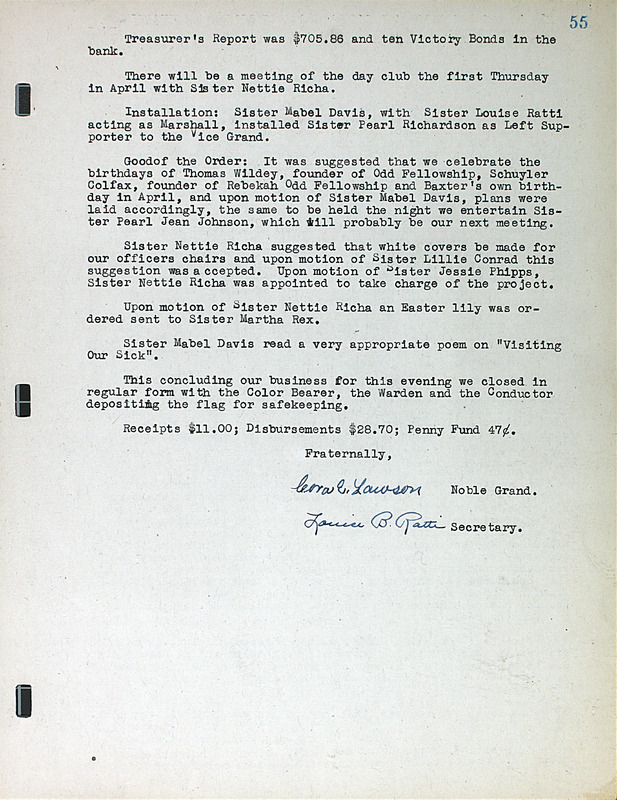 55
Treasurer's Report was $705.86 and ten Victory Bonds in the
bank.
There will be a meeting of the day club the first Thursday
in April with Sister Nettie Richa.
Installation: Sister Mabel Davis, with Sister Louise Ratti
acting as Marshall, installed Sister Pearl Richardson as Left Sup-
porter to the Vice Grand.
Goodof the Order: It was suggested that we celebrate the
birthdays of Thomas Wildey, founder of Odd Fellowship, Schuyler
Colfax, founder of Rebekah Odd Fellowship and Baxter's own birth-
day in April, and upon motion of Sister Mabel Davis, plans were
laid accordingly, the same to be held the night we entertain Sis-
ter Pearl Jean Johnson, which will probably be our next meeting.
Sister Nettie Richa suggested that white covers be made for
our officers chairs and upon motion of Sister Lillie Conrad this
suggestion was a ccepted. Upon motion of Sister Jessie Phipps,
Sister Nettie Richa was appointed to take charge of the project.
Upon motion of Sister Nettie Richa an Easter lily was or-
dered sent to Sister Martha Rex.
Sister Mabel Davis read a very appropriate poem on "Visiting
Our Sick".
This concluding our business for this evening we closed in
regular form with the Color Bearer, the Warden and the Conductor
depositing the flag for safekeeping.
Receipts $11.00; Disbursements $28.70; Penny Fund 47¢.
Fraternally,
Cora E. Lawson Noble Grand.
Louise B. Ratti Secretary.